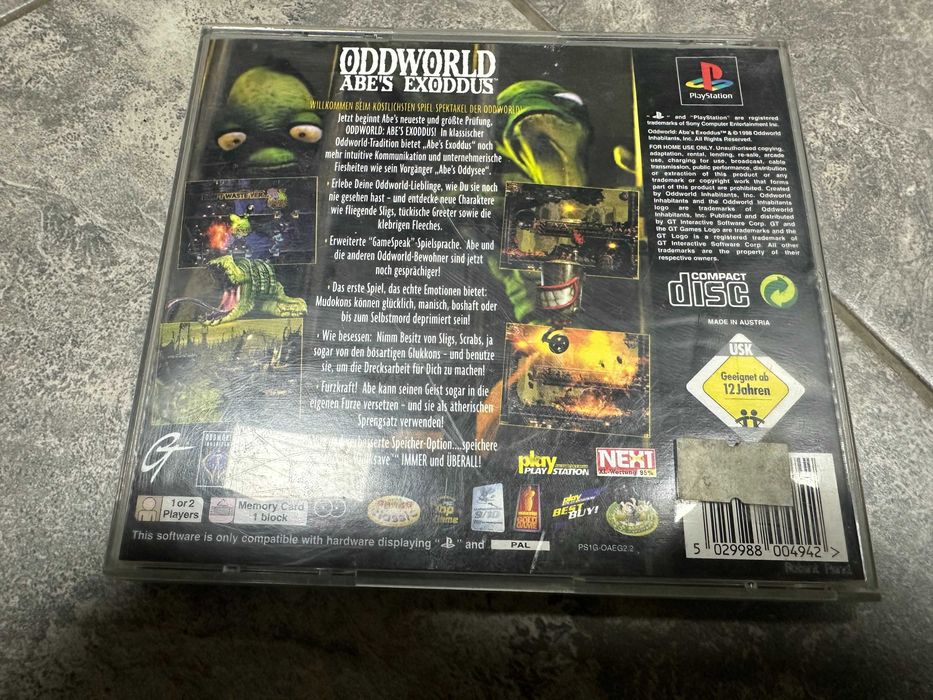 ODDWORLD
ABE'S EXODDUS™
WILLKOMMEN BEIM KÖSTLICHSTEN SPIEL SPEKTAKEL DER ODDWORLD!
Jetzt beginnt Abe's neuste und größte Prüfung,
ODDWORLD: ABE'S EXODDUS! In klassischer
Oddworld-Tradition bietet „Abe's Exodus" noch
mehr intuitive Kommunikation und unternehmerische
Fiesheiten wie sein Vorgänger „Abe's Oddysee".
• Erlebe Deine Oddworld-Lieblinge, wie Du sie noch
nie gesehen hast - und entdecke neue Charaktere
wie fliegende Sligs, tückische Greeter sowie die
klebrigen Fleeches.
• Erweiterte "GameSpeak"-Spielsprache. Abe und
die anderen Oddworld-Bewohner sind jetzt
noch gesprächiger!
• Das erste Spiel, das echte Emotionen bietet:
Mudokons können glücklich, manisch, boshaft oder
bis zum Selbstmord deprimiert sein!
• Wie besessen: Nimm Besitz von Sligs, Scrabs, ja
sogar von den bösartigen Glukkons - und benutze
sie, um die Drecksarbeit für Dich zu machen!
• Furzkraft! Abe kann seinen Geist sogar in die
eigenen Fürze versetzen - und sie als ätherischen
Sprengsatz verwenden!
verbesserte Speicher-Option....speichere
save"" IMMER und ÜBERALL!
PlayStation
" " and "PlayStation" are registered
trademarks of Sony Computer Entertainment Inc.
Oddworld: Abe's Exodus™ & © 1998 Oddworld
Inhabitants, Inc. All Rights Reserved.
FOR HOME USE ONLY. Unauthorised copying,
adaptation, rental, lending, re-sale, arcade
use, charging for use, broadcast, cable
transmission, public performance, distribution
or extraction of this product or any
trademark or copyright work that forms
part of this product are prohibited. Created
by Oddworld Inhabitants, Inc. Oddworld
Inhabitants and the Oddworld Inhabitants
logo are trademarks of Oddworld
Inhabitants, Inc. Published and distributed
by GT Interactive Software Corp. GT and
the GT Games Logo are trademarks and the
GT Logo is a registered trademark of
GT Interactive Software Corp. All other
trademarks are the property of their
respective owners.
COMPACT
disc
MADE IN AUSTRIA
USK
Geeignet ab
12 Jahren
GT
play
PLAYSTATION
NEXT
95%
1 or 2
Players
Memory Card
1 block
9/10
GOLD
GAME
play
BEST
BUY!
This software is only compatible with hardware displaying " " and PAL
PS1G-OAEG2.2
5 029988 004942 >